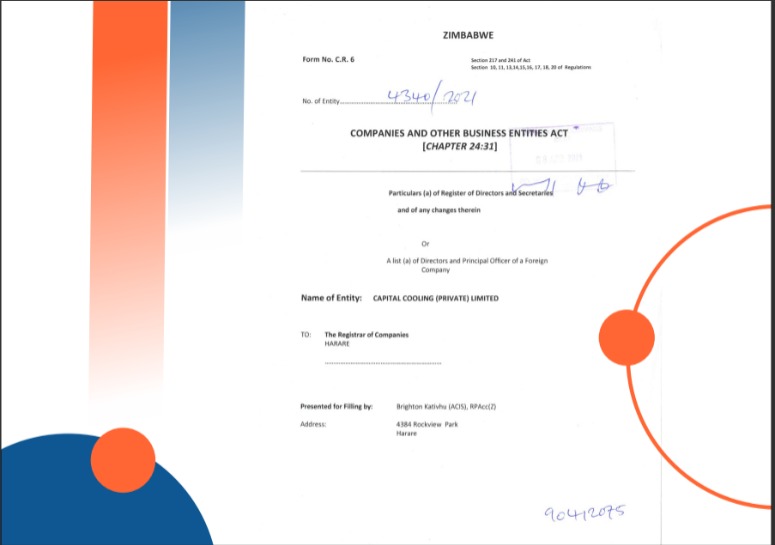 ZIMBABWE
Form No. C.R. 6
Section 217 and 241 of Act
Section 10, 11, 13,14,15,16, 17, 18, 20 of Regulations
No. of Entity.......................4340/2021
COMPANIES AND OTHER BUSINESS ENTITIES ACT
[CHAPTER 24:31]
Particulars (a) of Register of Directors and Secretaries
and of any changes therein
Or
A list (a) of Directors and Principal Officer of a Foreign
Company
Name of Entity: CAPITAL COOLING (PRIVATE) LIMITED
TO: The Registrar of Companies
HARARE
Presented for Filling by: Brighton Kativhu (ACIS), RPAcc(Z)
Address: 4384 Rockview Park
Harare
90412075